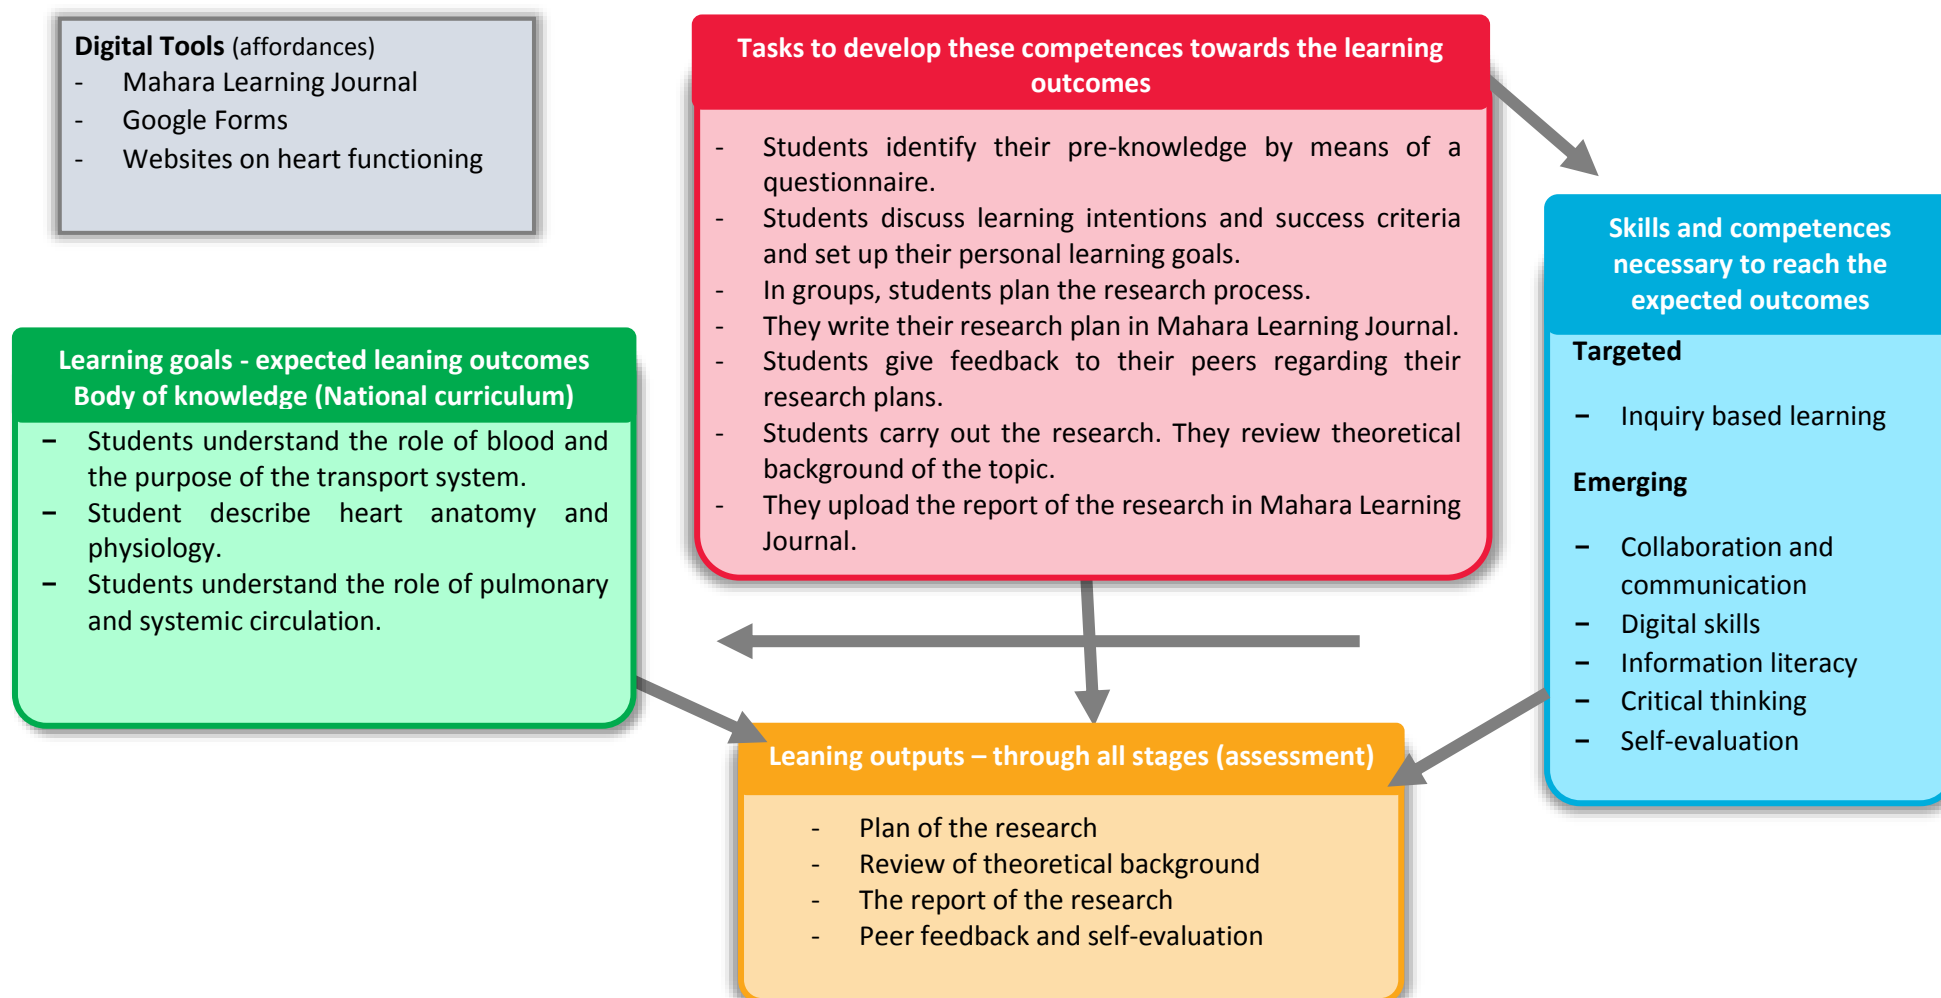 Digital Tools (affordances)
- Mahara Learning Journal
- Google Forms
- Websites on heart functioning
Tasks to develop these competences towards the learning
outcomes
- Students identify their pre-knowledge by means of a
questionnaire.
- Students discuss learning intentions and success criteria
and set up their personal learning goals.
- In groups, students plan the research process.
- They write their research plan in Mahara Learning Journal.
- Students give feedback to their peers regarding their
research plans.
- Students carry out the research. They review theoretical
background of the topic.
- They upload the report of the research in Mahara Learning
Journal.
Skills and competences
necessary to reach the
expected outcomes
Targeted
– Inquiry based learning
Emerging
– Collaboration and
communication
– Digital skills
– Information literacy
– Critical thinking
– Self-evaluation
Learning goals - expected leaning outcomes
Body of knowledge (National curriculum)
– Students understand the role of blood and
the purpose of the transport system.
– Student describe heart anatomy and
physiology.
– Students understand the role of pulmonary
and systemic circulation.
Leaning outputs – through all stages (assessment)
- Plan of the research
- Review of theoretical background
- The report of the research
- Peer feedback and self-evaluation